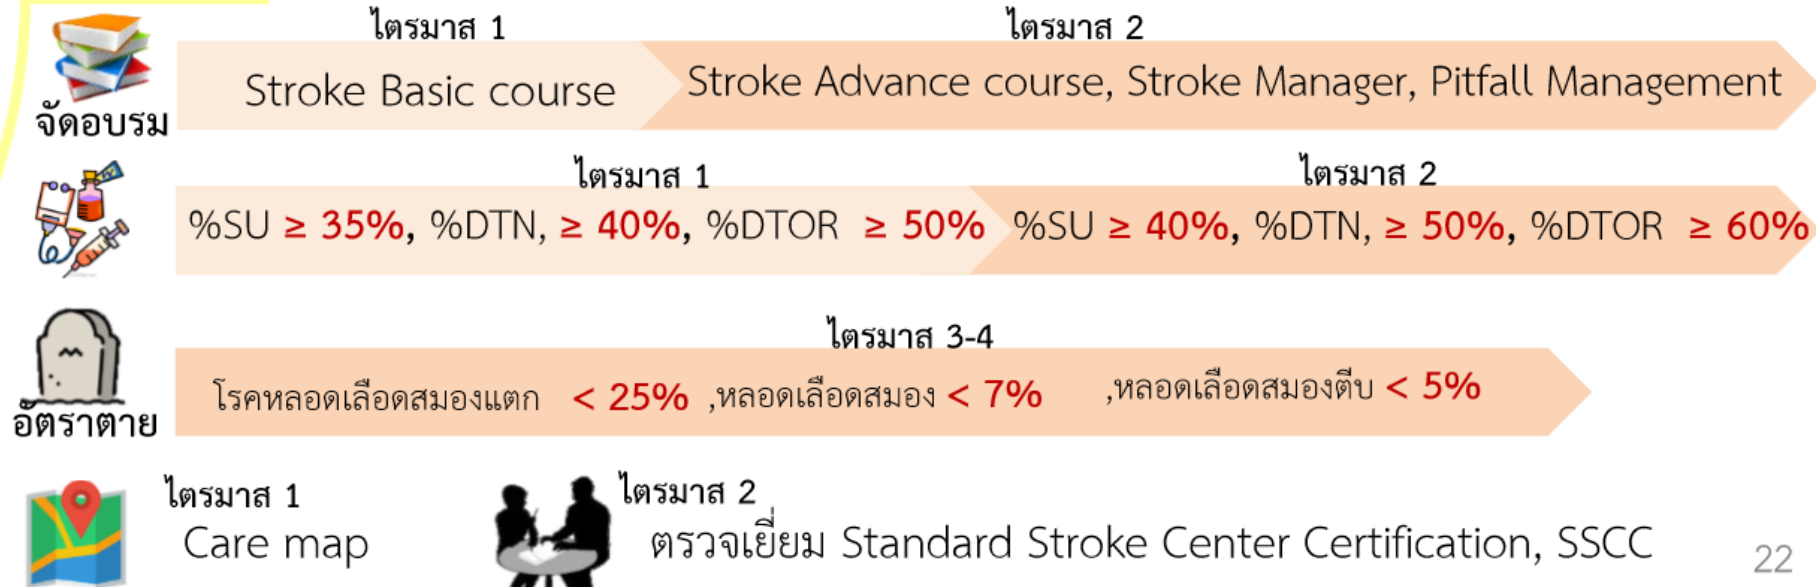 ไตรมาส 1 ไตรมาส 2
Stroke Basic course Stroke Advance course, Stroke Manager, Pitfall Management
จัดอบรม
ไตรมาส 1 ไตรมาส 2
%SU ≥ 35%, %DTN, ≥ 40%, %DTOR ≥ 50% %SU ≥ 40%, %DTN, ≥ 50%, %DTOR ≥ 60%
ไตรมาส 3-4
โรคหลอดเลือดสมองแตก < 25% ,หลอดเลือดสมอง < 7% ,หลอดเลือดสมองตีบ < 5%
อัตราตาย
ไตรมาส 1 ไตรมาส 2
Care map ตรวจเยี่ยม Standard Stroke Center Certification, SSCC
22